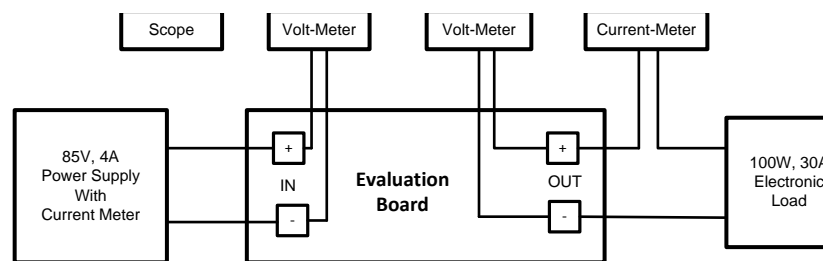 Scope
Volt-Meter
Volt-Meter
Current-Meter
85V, 4A
Power Supply
With
Current Meter
+
IN
-
Evaluation
Board
+
OUT
-
100W, 30A
Electronic
Load